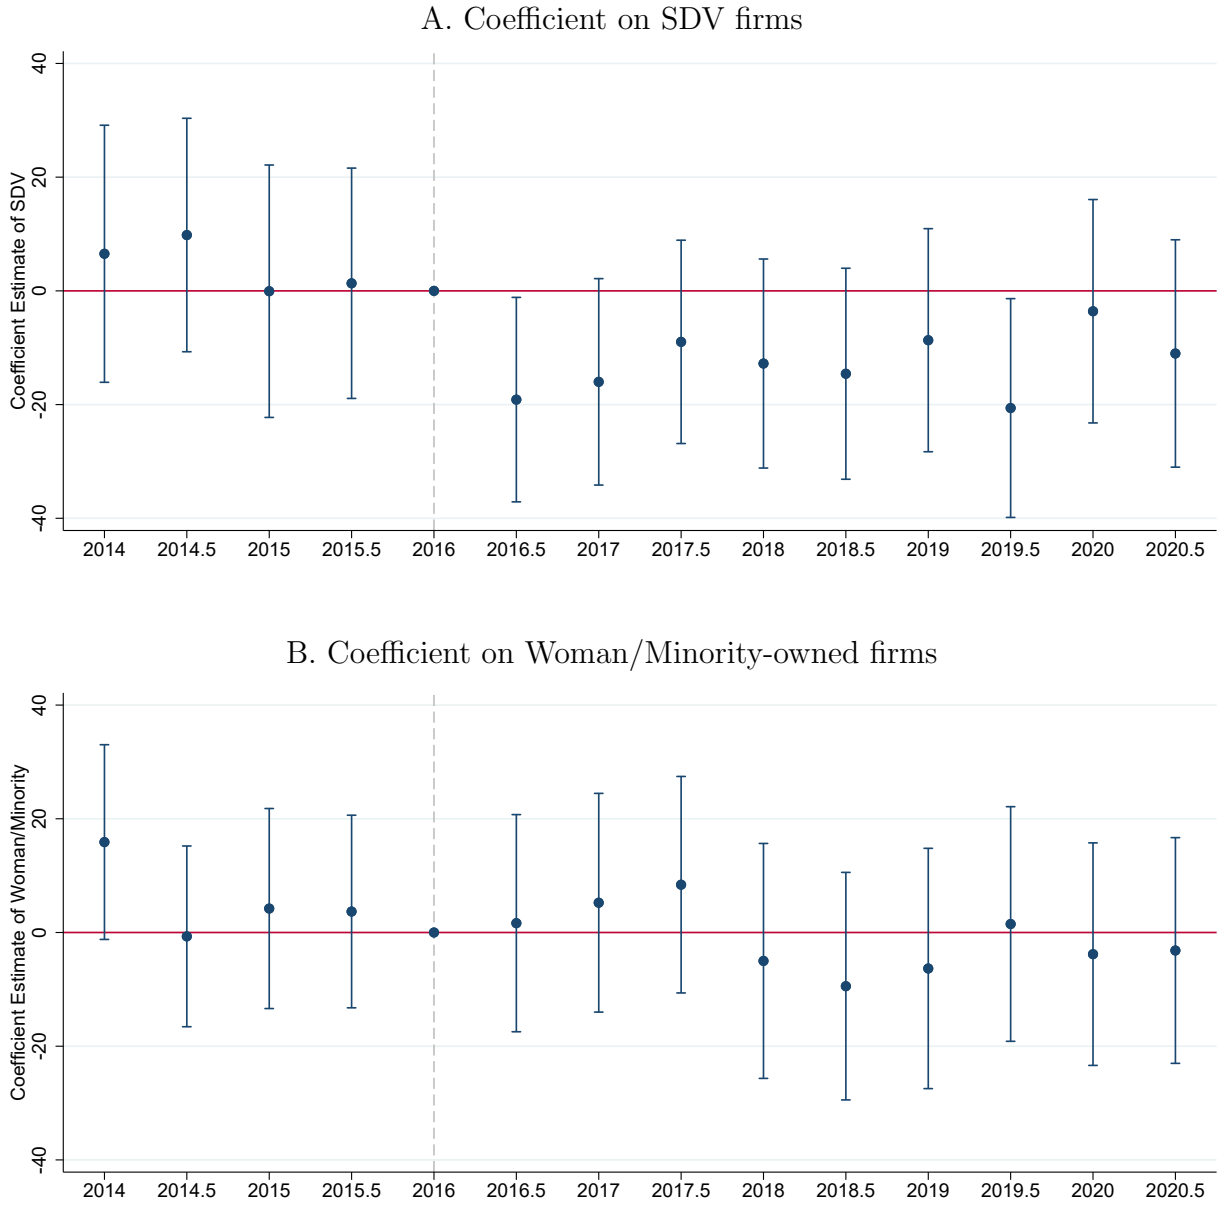 A. Coefficient on SDV firms
Coefficient Estimate of SDV
40
20
0
-20
-40
2014 2014.5 2015 2015.5 2016 2016.5 2017 2017.5 2018 2018.5 2019 2019.5 2020 2020.5
B. Coefficient on Woman/Minority-owned firms
Coefficient Estimate of Woman/Minority
40
20
0
-20
-40
2014 2014.5 2015 2015.5 2016 2016.5 2017 2017.5 2018 2018.5 2019 2019.5 2020 2020.5